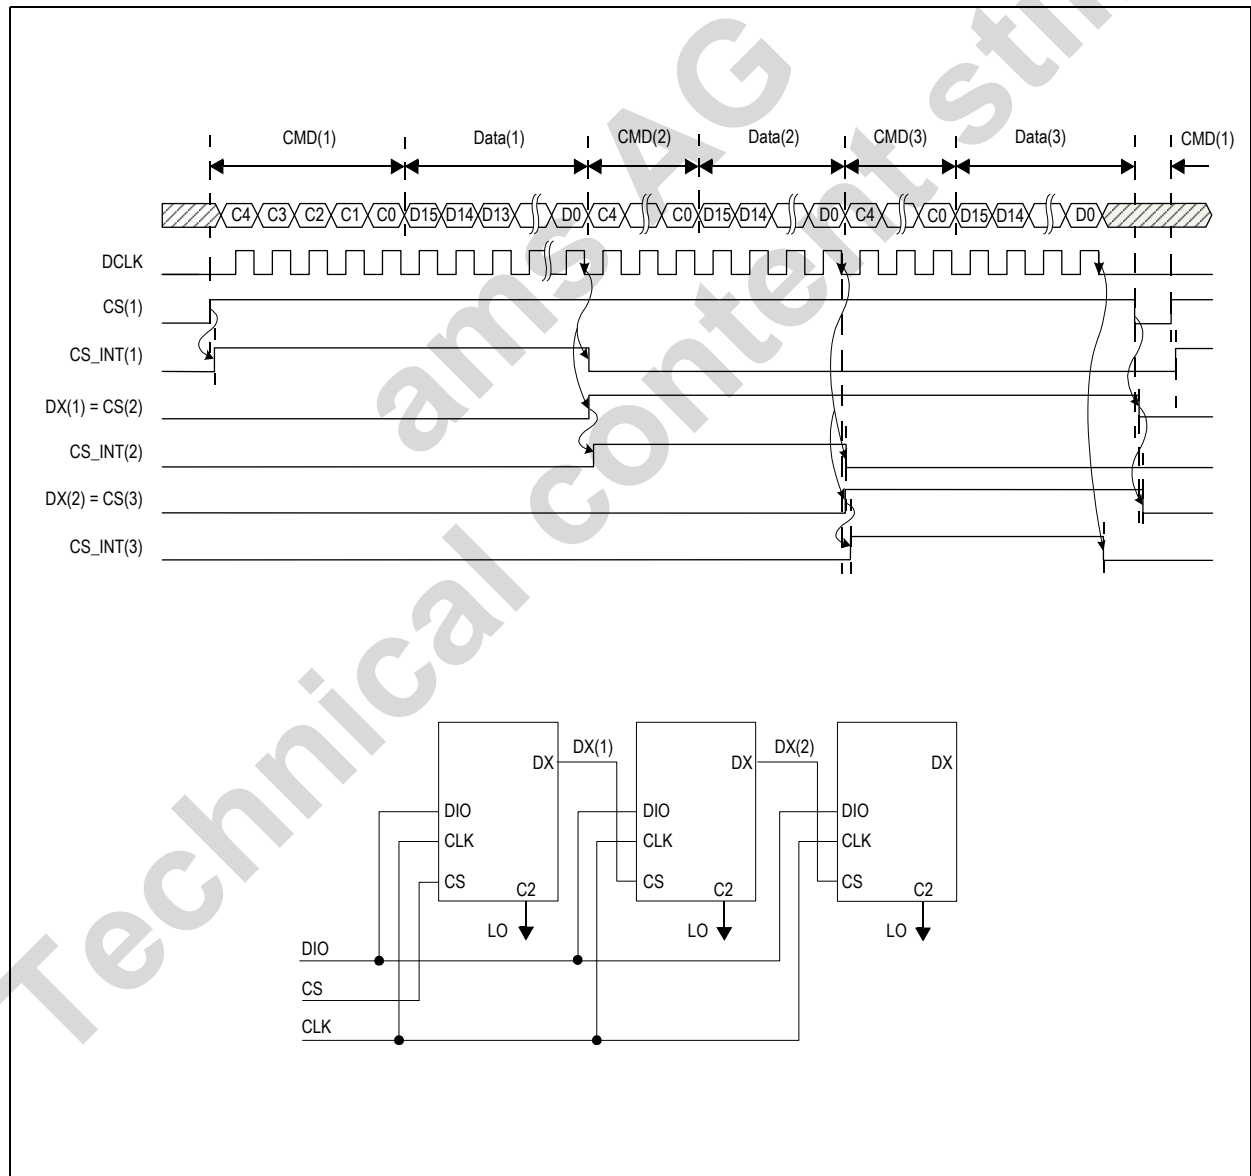 CMD(1) Data(1) CMD(2) Data(2) CMD(3) Data(3) CMD(1)
C4 C3 C2 C1 C0 D15 D14 D13 D0 C4 C0 D15 D14 D0 C4 C0 D15 D14 D0
DCLK
CS(1)
CS_INT(1)
DX(1) = CS(2)
CS_INT(2)
DX(2) = CS(3)
CS_INT(3)
DX DX(1) DX DX(2) DX
DIO DIO DIO
CLK CLK CLK
CS CS CS
C2 C2 C2
LO LO LO
DIO
CS
CLK
ams AG
Technical content